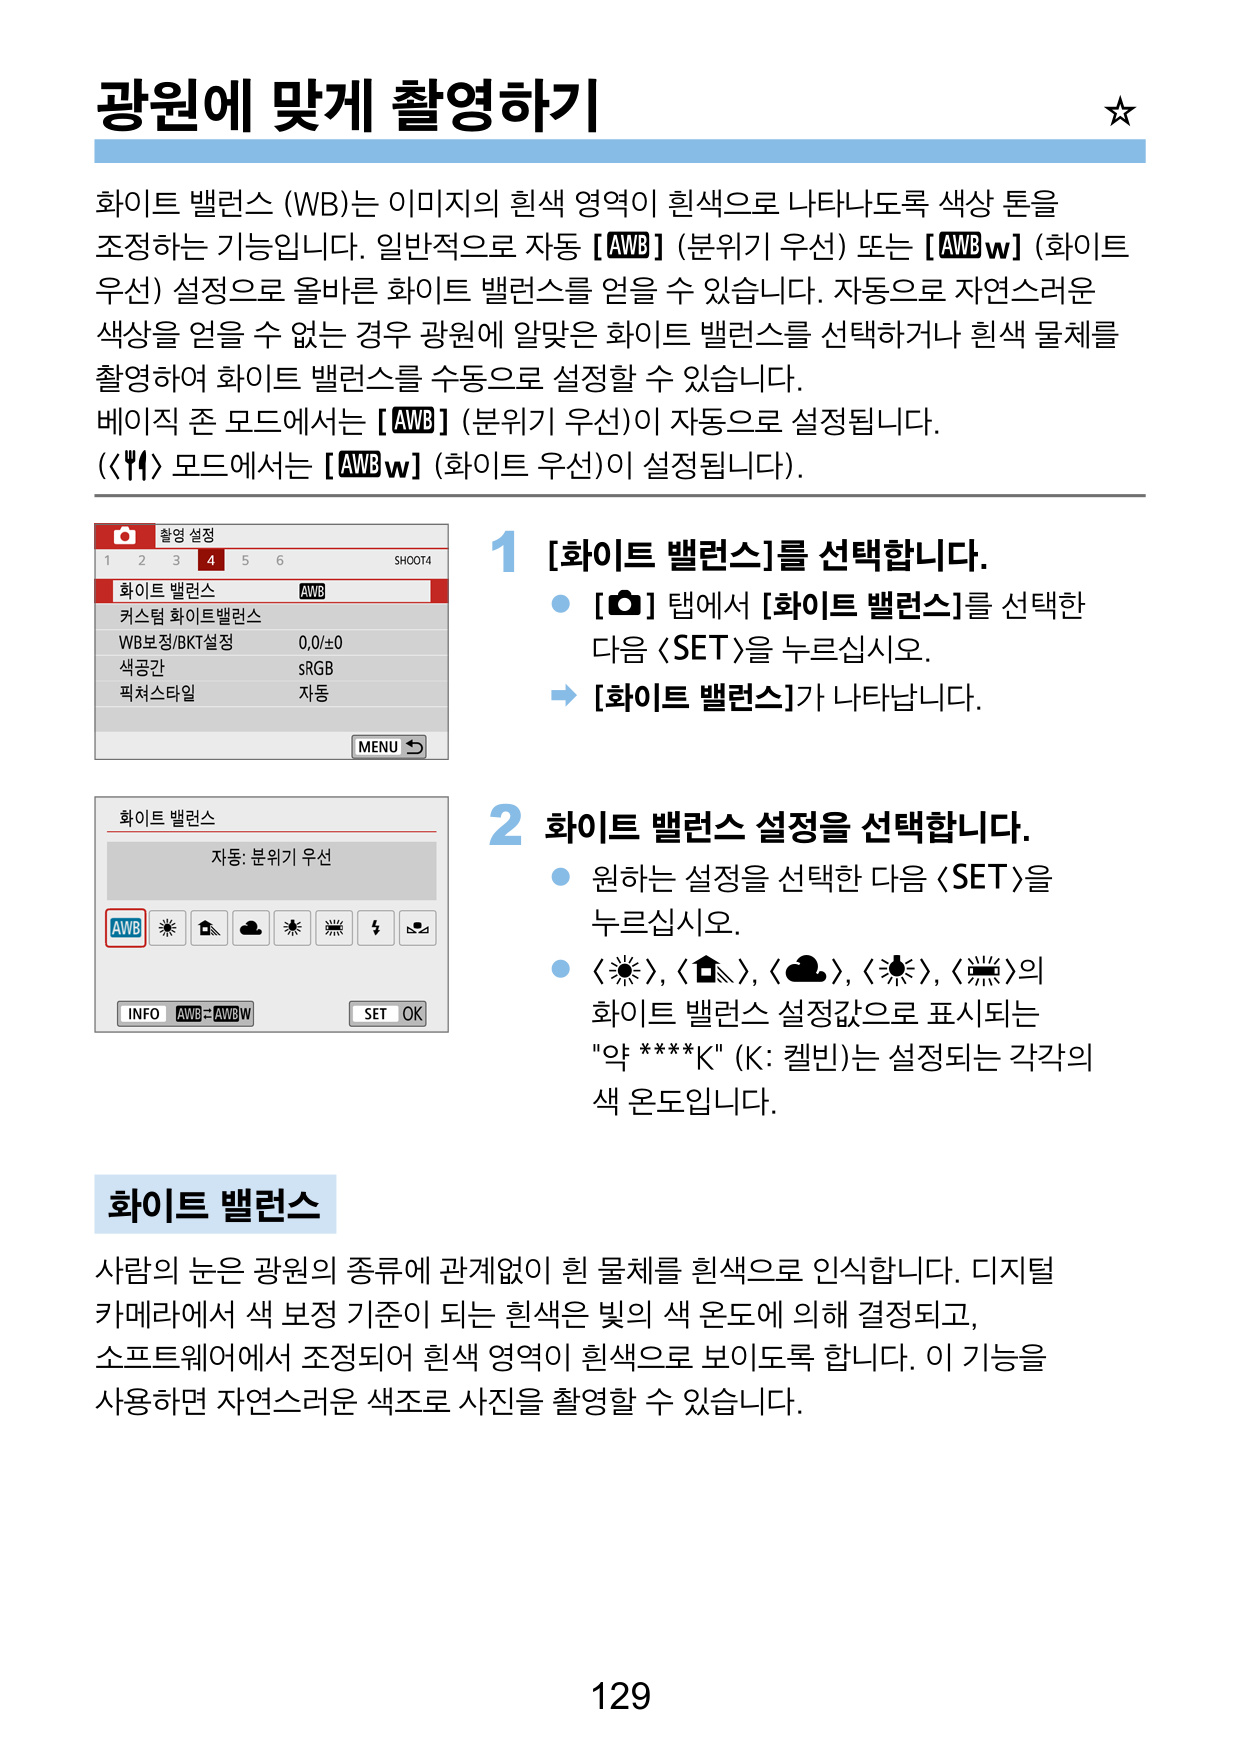 광원에 맞게 촬영하기 ☆
화이트 밸런스 (WB)는 이미지의 흰색 영역이 흰색으로 나타나도록 색상 톤을
조정하는 기능입니다. 일반적으로 자동 [AWB] (분위기 우선) 또는 [AWBw] (화이트
우선) 설정으로 올바른 화이트 밸런스를 얻을 수 있습니다. 자동으로 자연스러운
색상을 얻을 수 없는 경우 광원에 알맞은 화이트 밸런스를 선택하거나 흰색 물체를
촬영하여 화이트 밸런스를 수동으로 설정할 수 있습니다.
베이직 존 모드에서는 [AWB] (분위기 우선)이 자동으로 설정됩니다.
(< > 모드에서는 [AWBw] (화이트 우선)이 설정됩니다).
촬영 설정
1 2 3 4 5 6 SHOOT4
화이트 밸런스 AWB
커스텀 화이트밸런스
WB보정/BKT설정 0,0/±0
색공간 sRGB
픽쳐스타일 자동
MENU
1 [화이트 밸런스]를 선택합니다.
● [ ] 탭에서 [화이트 밸런스]를 선택한
다음 <SET>을 누르십시오.
➡ [화이트 밸런스]가 나타납니다.
화이트 밸런스
자동: 분위기 우선
AWB
INFO AWB⇄AWBW SET OK
2 화이트 밸런스 설정을 선택합니다.
● 원하는 설정을 선택한 다음 <SET>을
누르십시오.
● < >, < >, < >, < >, < >의
화이트 밸런스 설정값으로 표시되는
"약 ****K" (K: 켈빈)는 설정되는 각각의
색 온도입니다.
화이트 밸런스
사람의 눈은 광원의 종류에 관계없이 흰 물체를 흰색으로 인식합니다. 디지털
카메라에서 색 보정 기준이 되는 흰색은 빛의 색 온도에 의해 결정되고,
소프트웨어에서 조정되어 흰색 영역이 흰색으로 보이도록 합니다. 이 기능을
사용하면 자연스러운 색조로 사진을 촬영할 수 있습니다.
129